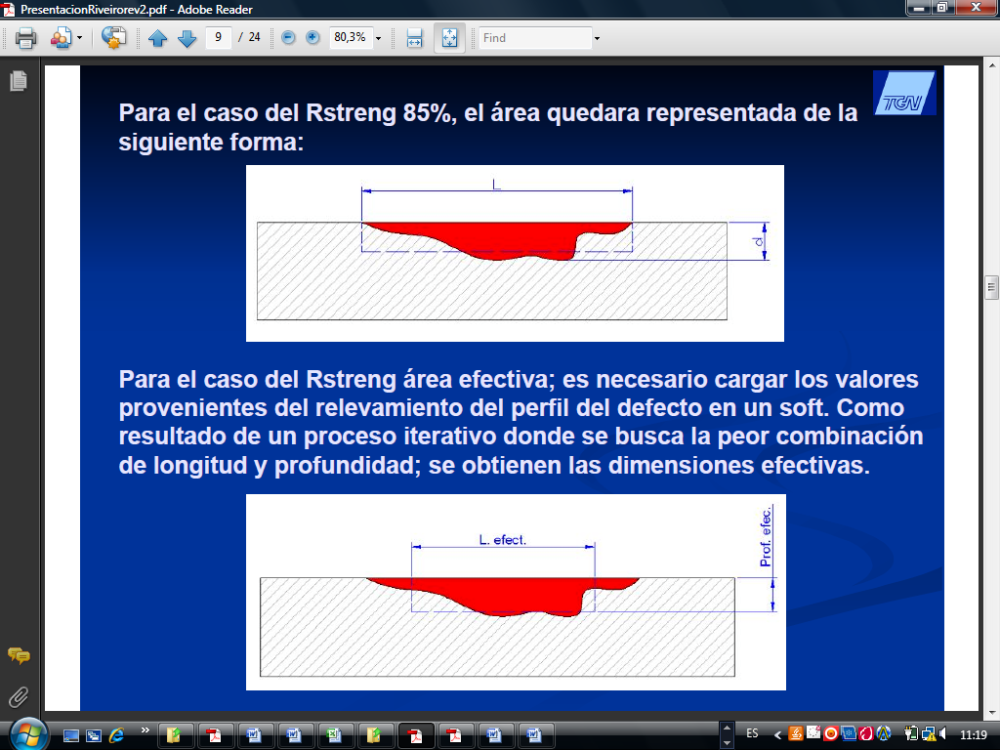 PresentacionRiveirorev2.pdf - Adobe Reader
9 / 24 80,3% Find
TGN
Para el caso del Rstreng 85%, el área quedara representada de la
siguiente forma:
L
d
Para el caso del Rstreng área efectiva; es necesario cargar los valores
provenientes del relevamiento del perfil del defecto en un soft. Como
resultado de un proceso iterativo donde se busca la peor combinación
de longitud y profundidad; se obtienen las dimensiones efectivas.
L. efect.
Prof. efec.
ES 11:19